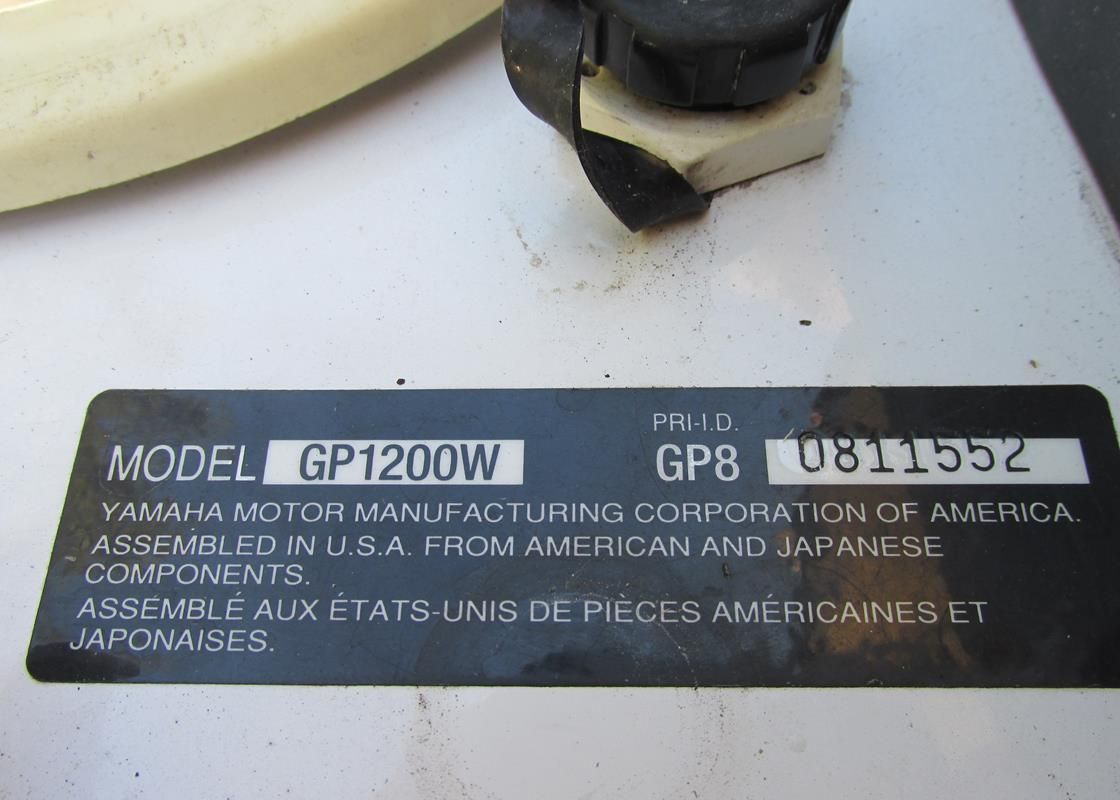 PRI-I.D.
MODEL GP1200W GP8 0811552
YAMAHA MOTOR MANUFACTURING CORPORATION OF AMERICA.
ASSEMBLED IN U.S.A. FROM AMERICAN AND JAPANESE
COMPONENTS.
ASSEMBLÉ AUX ÉTATS-UNIS DE PIÈCES AMÉRICAINES ET
JAPONAISES.